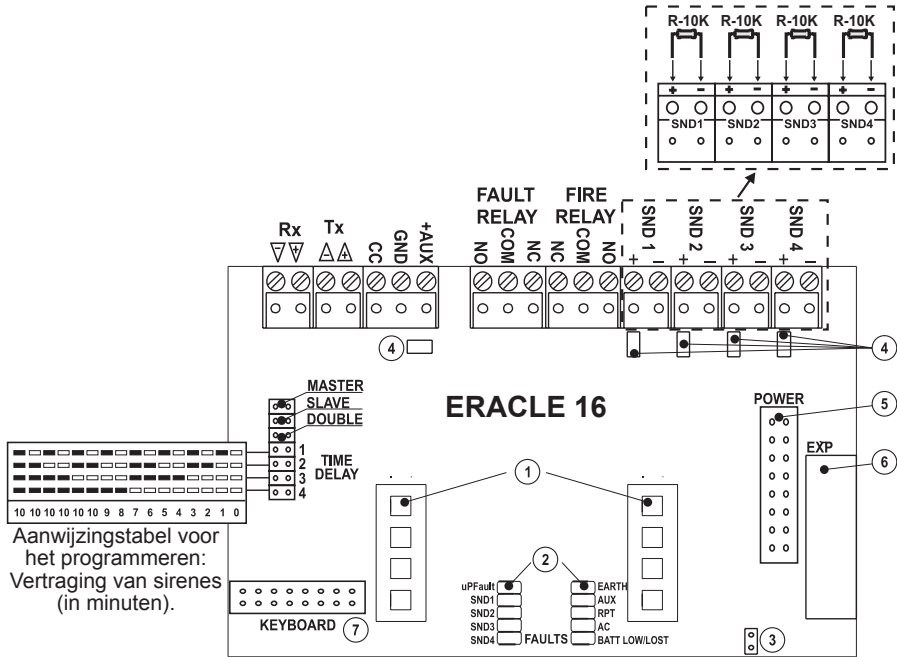 R-10K R-10K R-10K R-10K
+ − + − + − + −
SND1 SND2 SND3 SND4
FAULT RELAY
FIRE RELAY
Rx
Tx
− + − +
CC GND +AUX
NO COM NC
NC COM NO
SND 1 SND 2 SND 3 SND 4
+ − + − + − + −
4
4
MASTER
SLAVE
DOUBLE
1
2
3
4
TIME
DELAY
ERACLE 16
POWER
5
EXP
6
1
10 10 10 10 10 10 9 8 7 6 5 4 3 2 1 0
Aanwijzingstabel voor
het programmeren:
Vertraging van sirenes
(in minuten).
KEYBOARD
7
2
uPFault
SND1
SND2
SND3
SND4
FAULTS
EARTH
AUX
RPT
AC
BATT LOW/LOST
3